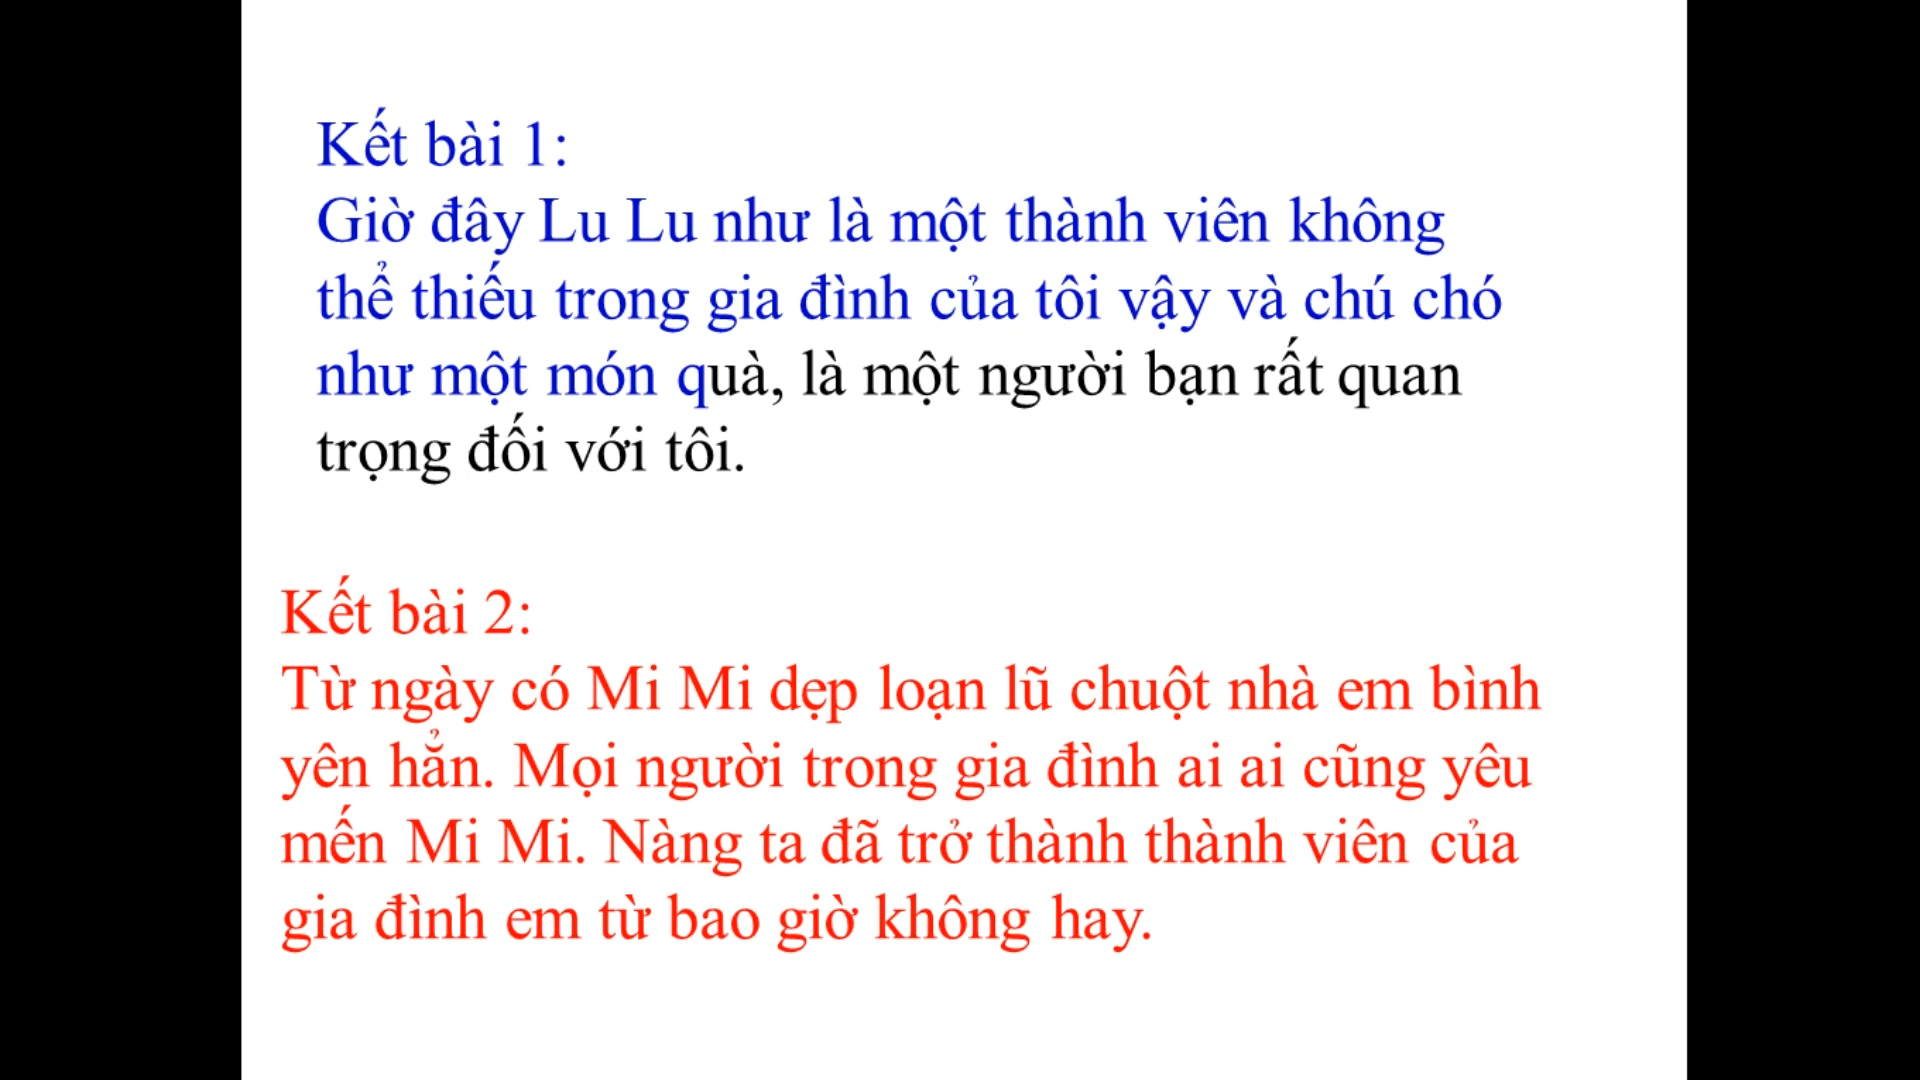 Kết bài 1:
Giờ đây Lu Lu như là một thành viên không
thể thiếu trong gia đình của tôi vậy và chú chó
như một món quà, là một người bạn rất quan
trọng đối với tôi.
Kết bài 2:
Từ ngày có Mi Mi dẹp loạn lũ chuột nhà em bình
yên hẳn. Mọi người trong gia đình ai ai cũng yêu
mến Mi Mi. Nàng ta đã trở thành thành viên của
gia đình em từ bao giờ không hay.